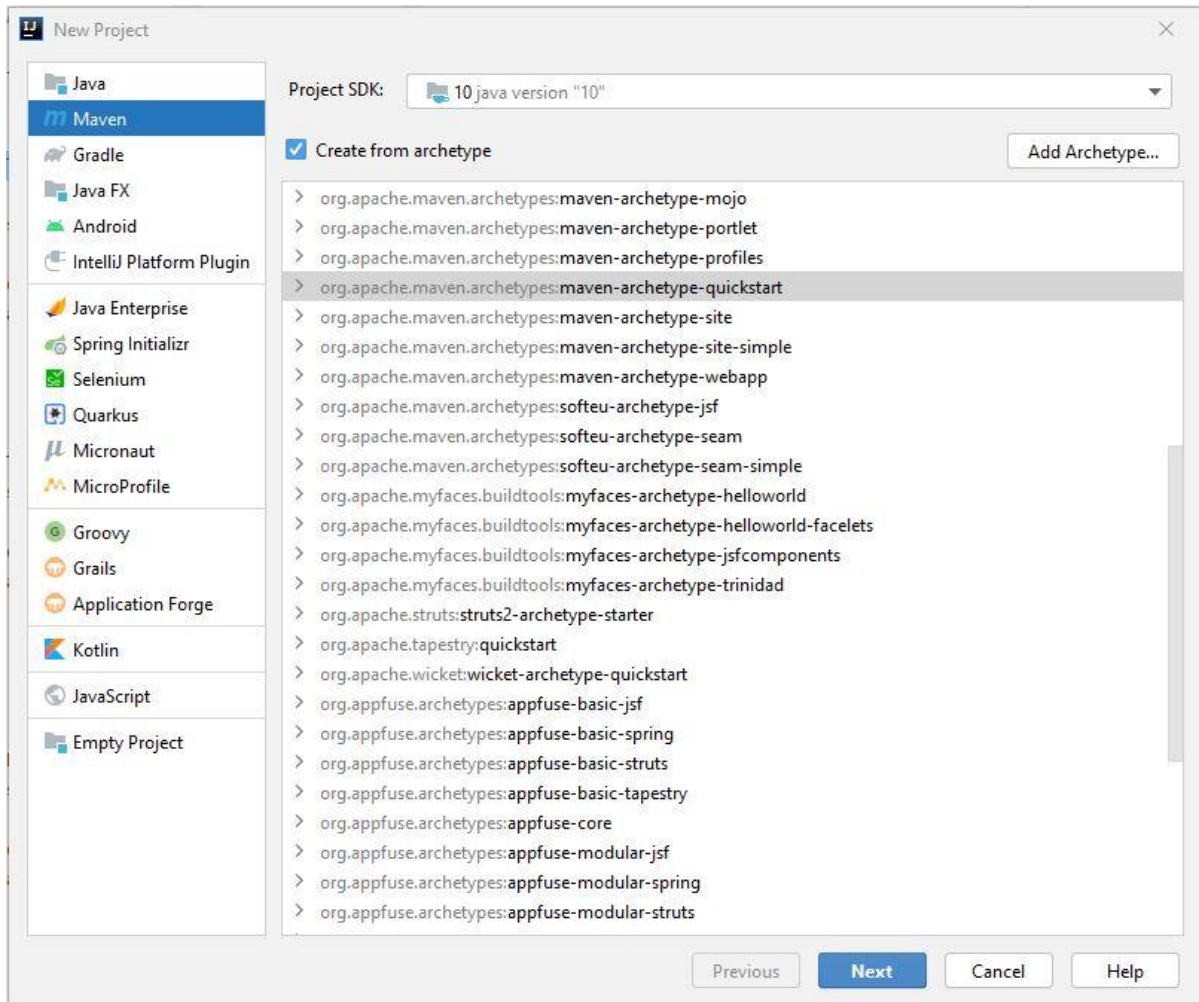 New Project
Java
Maven
Gradle
Java FX
Android
IntelliJ Platform Plugin
Java Enterprise
Spring Initializr
Selenium
Quarkus
Micronaut
MicroProfile
Groovy
Grails
Application Forge
Kotlin
JavaScript
Empty Project
Project SDK: 10 java version "10"
Create from archetype
Add Archetype...
org.apache.maven.archetypes:maven-archetype-mojo
org.apache.maven.archetypes:maven-archetype-portlet
org.apache.maven.archetypes:maven-archetype-profiles
org.apache.maven.archetypes:maven-archetype-quickstart
org.apache.maven.archetypes:maven-archetype-site
org.apache.maven.archetypes:maven-archetype-site-simple
org.apache.maven.archetypes:maven-archetype-webapp
org.apache.maven.archetypes:softeu-archetype-jsf
org.apache.maven.archetypes:softeu-archetype-seam
org.apache.maven.archetypes:softeu-archetype-seam-simple
org.apache.myfaces.buildtools:myfaces-archetype-helloworld
org.apache.myfaces.buildtools:myfaces-archetype-helloworld-facelets
org.apache.myfaces.buildtools:myfaces-archetype-jsfcomponents
org.apache.myfaces.buildtools:myfaces-archetype-trinidad
org.apache.struts:struts2-archetype-starter
org.apache.tapestry:quickstart
org.apache.wicket:wicket-archetype-quickstart
org.appfuse.archetypes:appfuse-basic-jsf
org.appfuse.archetypes:appfuse-basic-spring
org.appfuse.archetypes:appfuse-basic-struts
org.appfuse.archetypes:appfuse-basic-tapestry
org.appfuse.archetypes:appfuse-core
org.appfuse.archetypes:appfuse-modular-jsf
org.appfuse.archetypes:appfuse-modular-spring
org.appfuse.archetypes:appfuse-modular-struts
Previous
Next
Cancel
Help